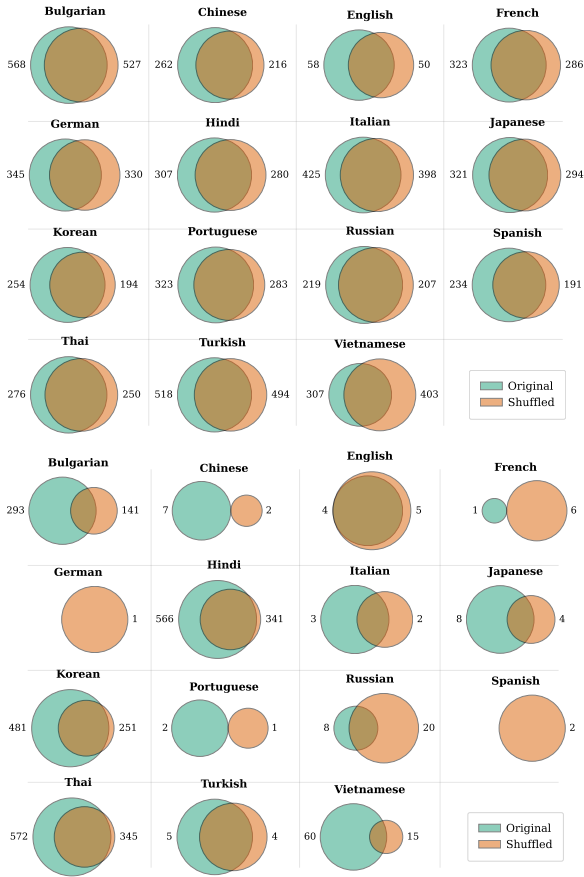 Bulgarian
568 527
Chinese
262 216
English
58 50
French
323 286
German
345 330
Hindi
307 280
Italian
425 398
Japanese
321 294
Korean
254 194
Portuguese
323 283
Russian
219 207
Spanish
234 191
Thai
276 250
Turkish
518 494
Vietnamese
307 403
Original
Shuffled
Bulgarian
293 141
Chinese
7 2
English
4 5
French
1 6
German
1
Hindi
566 341
Italian
3 2
Japanese
8 4
Korean
481 251
Portuguese
2 1
Russian
8 20
Spanish
2
Thai
572 345
Turkish
5 4
Vietnamese
60 15
Original
Shuffled